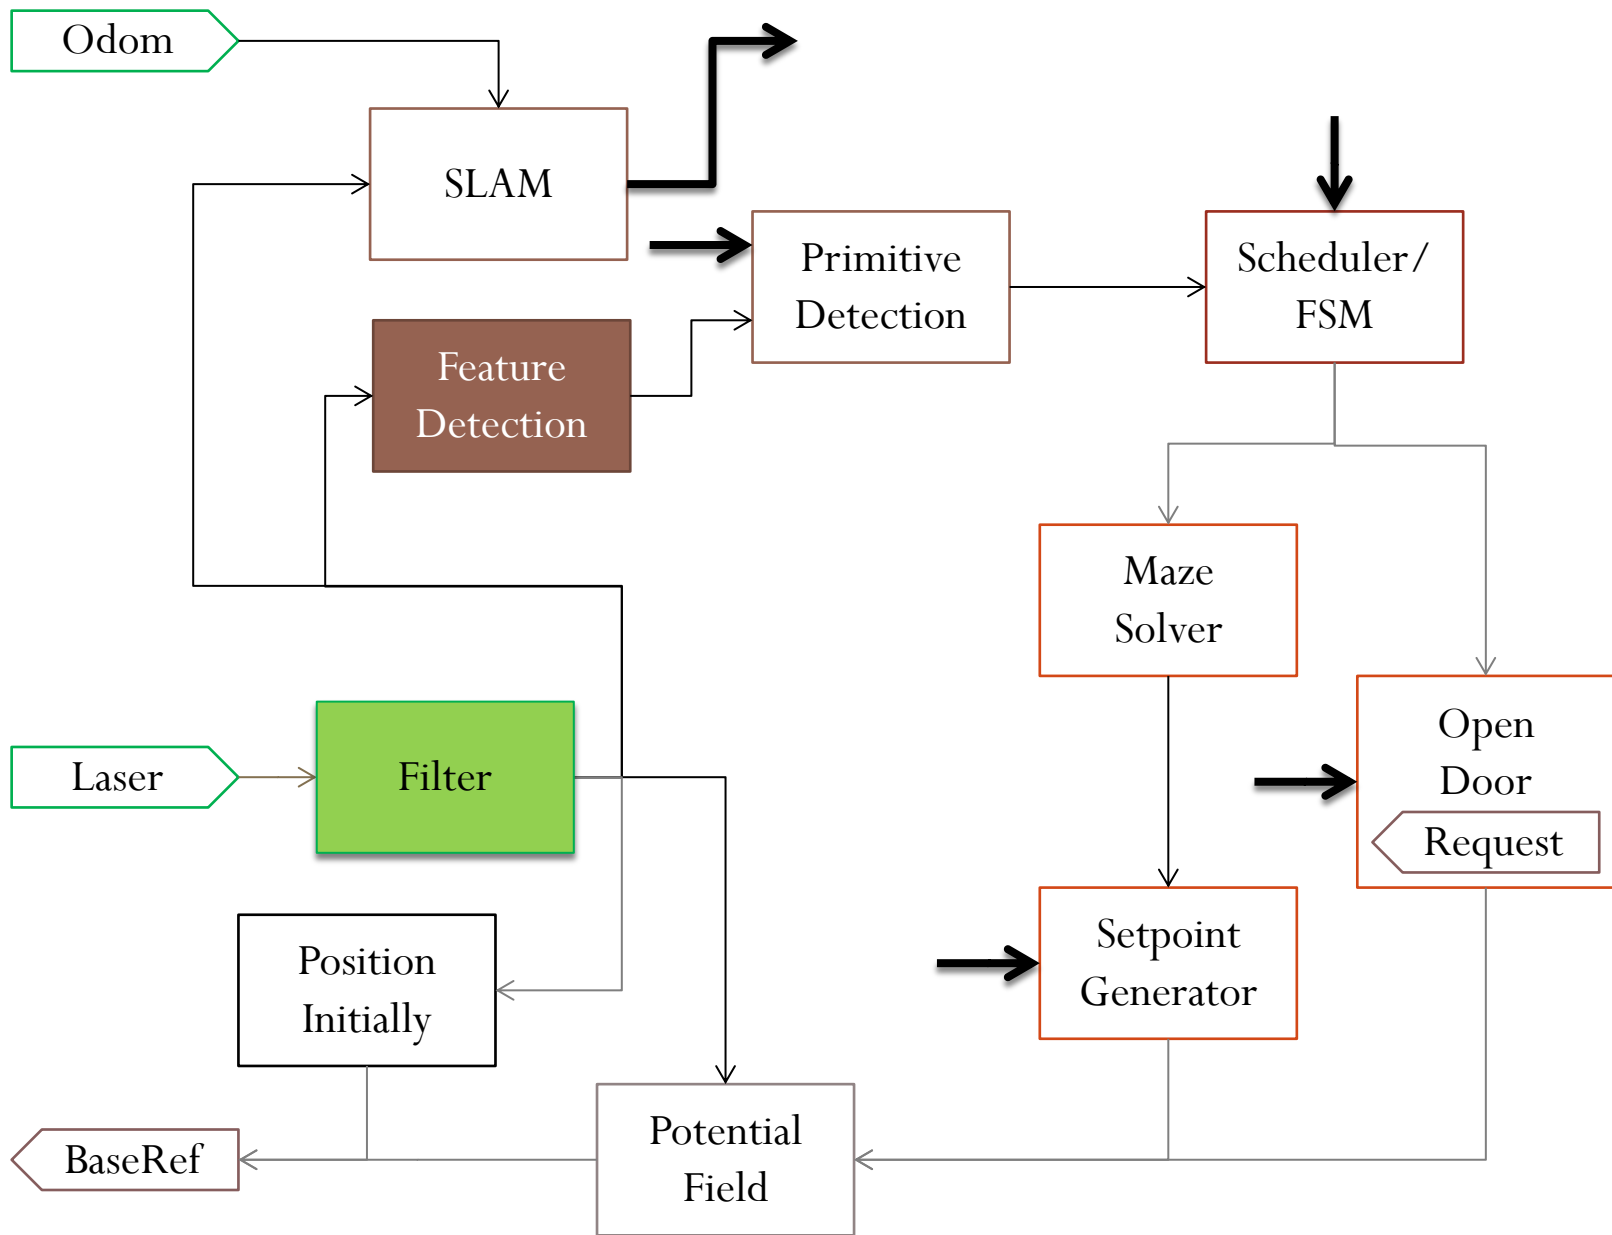 Odom
SLAM
Primitive
Detection
Scheduler/
FSM
Feature
Detection
Maze
Solver
Open
Door
Request
Laser
Filter
Position
Initially
Setpoint
Generator
BaseRef
Potential
Field